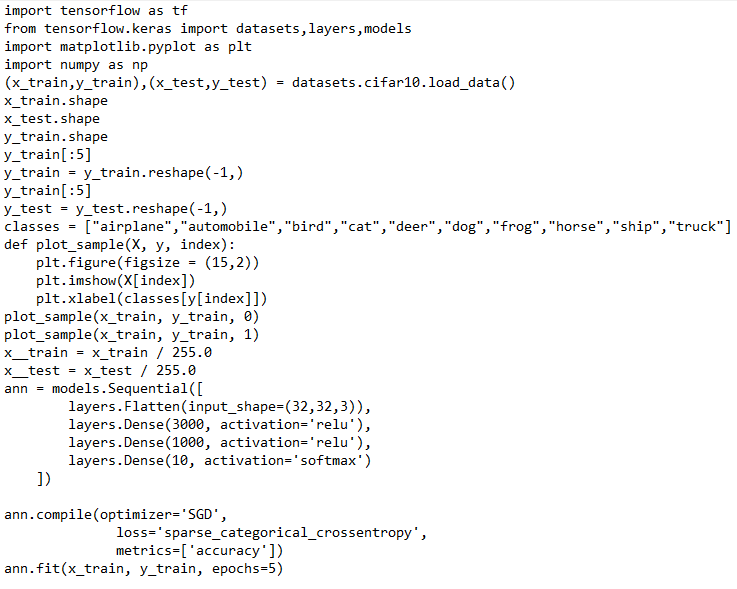 import tensorflow as tf
from tensorflow.keras import datasets,layers,models
import matplotlib.pyplot as plt
import numpy as np
(x_train,y_train),(x_test,y_test) = datasets.cifar10.load_data()
x_train.shape
x_test.shape
y_train.shape
y_train[:5]
y_train = y_train.reshape(-1,)
y_train[:5]
y_test = y_test.reshape(-1,)
classes = ["airplane","automobile","bird","cat","deer","dog","frog","horse","ship","truck"]
def plot_sample(X, y, index):
    plt.figure(figsize = (15,2))
    plt.imshow(X[index])
    plt.xlabel(classes[y[index]])
plot_sample(x_train, y_train, 0)
plot_sample(x_train, y_train, 1)
x__train = x_train / 255.0
x__test = x_test / 255.0
ann = models.Sequential([
        layers.Flatten(input_shape=(32,32,3)),
        layers.Dense(3000, activation='relu'),
        layers.Dense(1000, activation='relu'),
        layers.Dense(10, activation='softmax')
    ])

ann.compile(optimizer='SGD',
              loss='sparse_categorical_crossentropy',
              metrics=['accuracy'])
ann.fit(x_train, y_train, epochs=5)